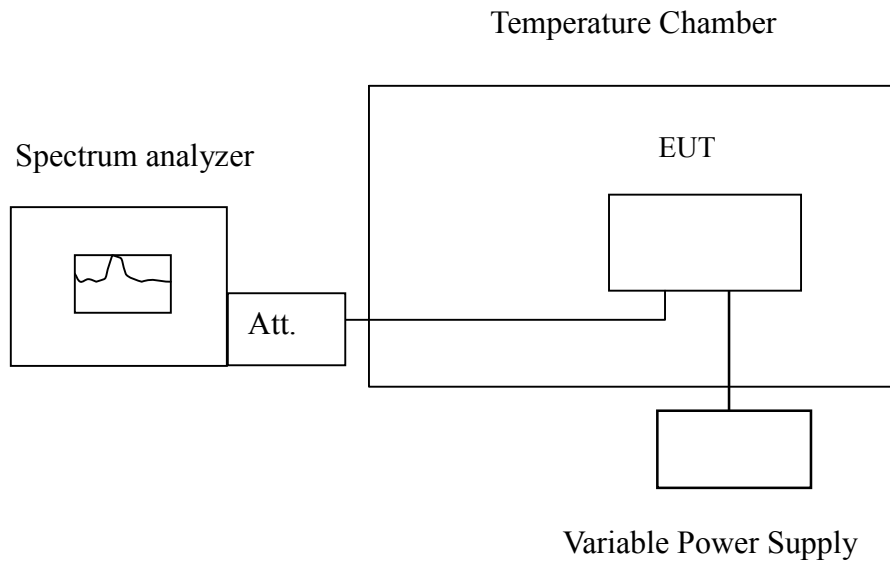 Temperature Chamber
EUT
Spectrum analyzer
Att.
Variable Power Supply